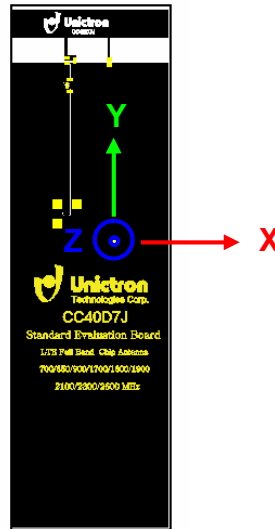 Unictron
Y
Z
X
Unictron
Technologies Corp.
CC40D7J
Standard Evaluation Board
LTE Full Band Chip Antenna
700/850/900/1700/1800/1900
2100/2300/2600 MHz